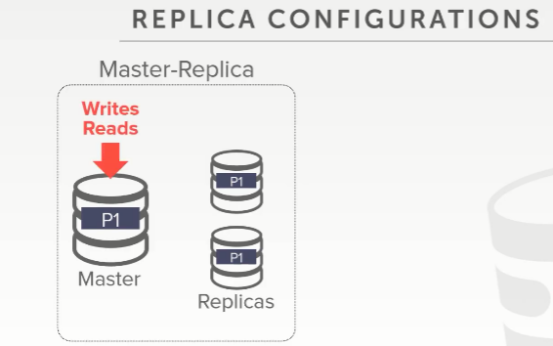 REPLICA CONFIGURATIONS
Master-Replica
Writes
Reads
P1
Master
P1
P1
Replicas